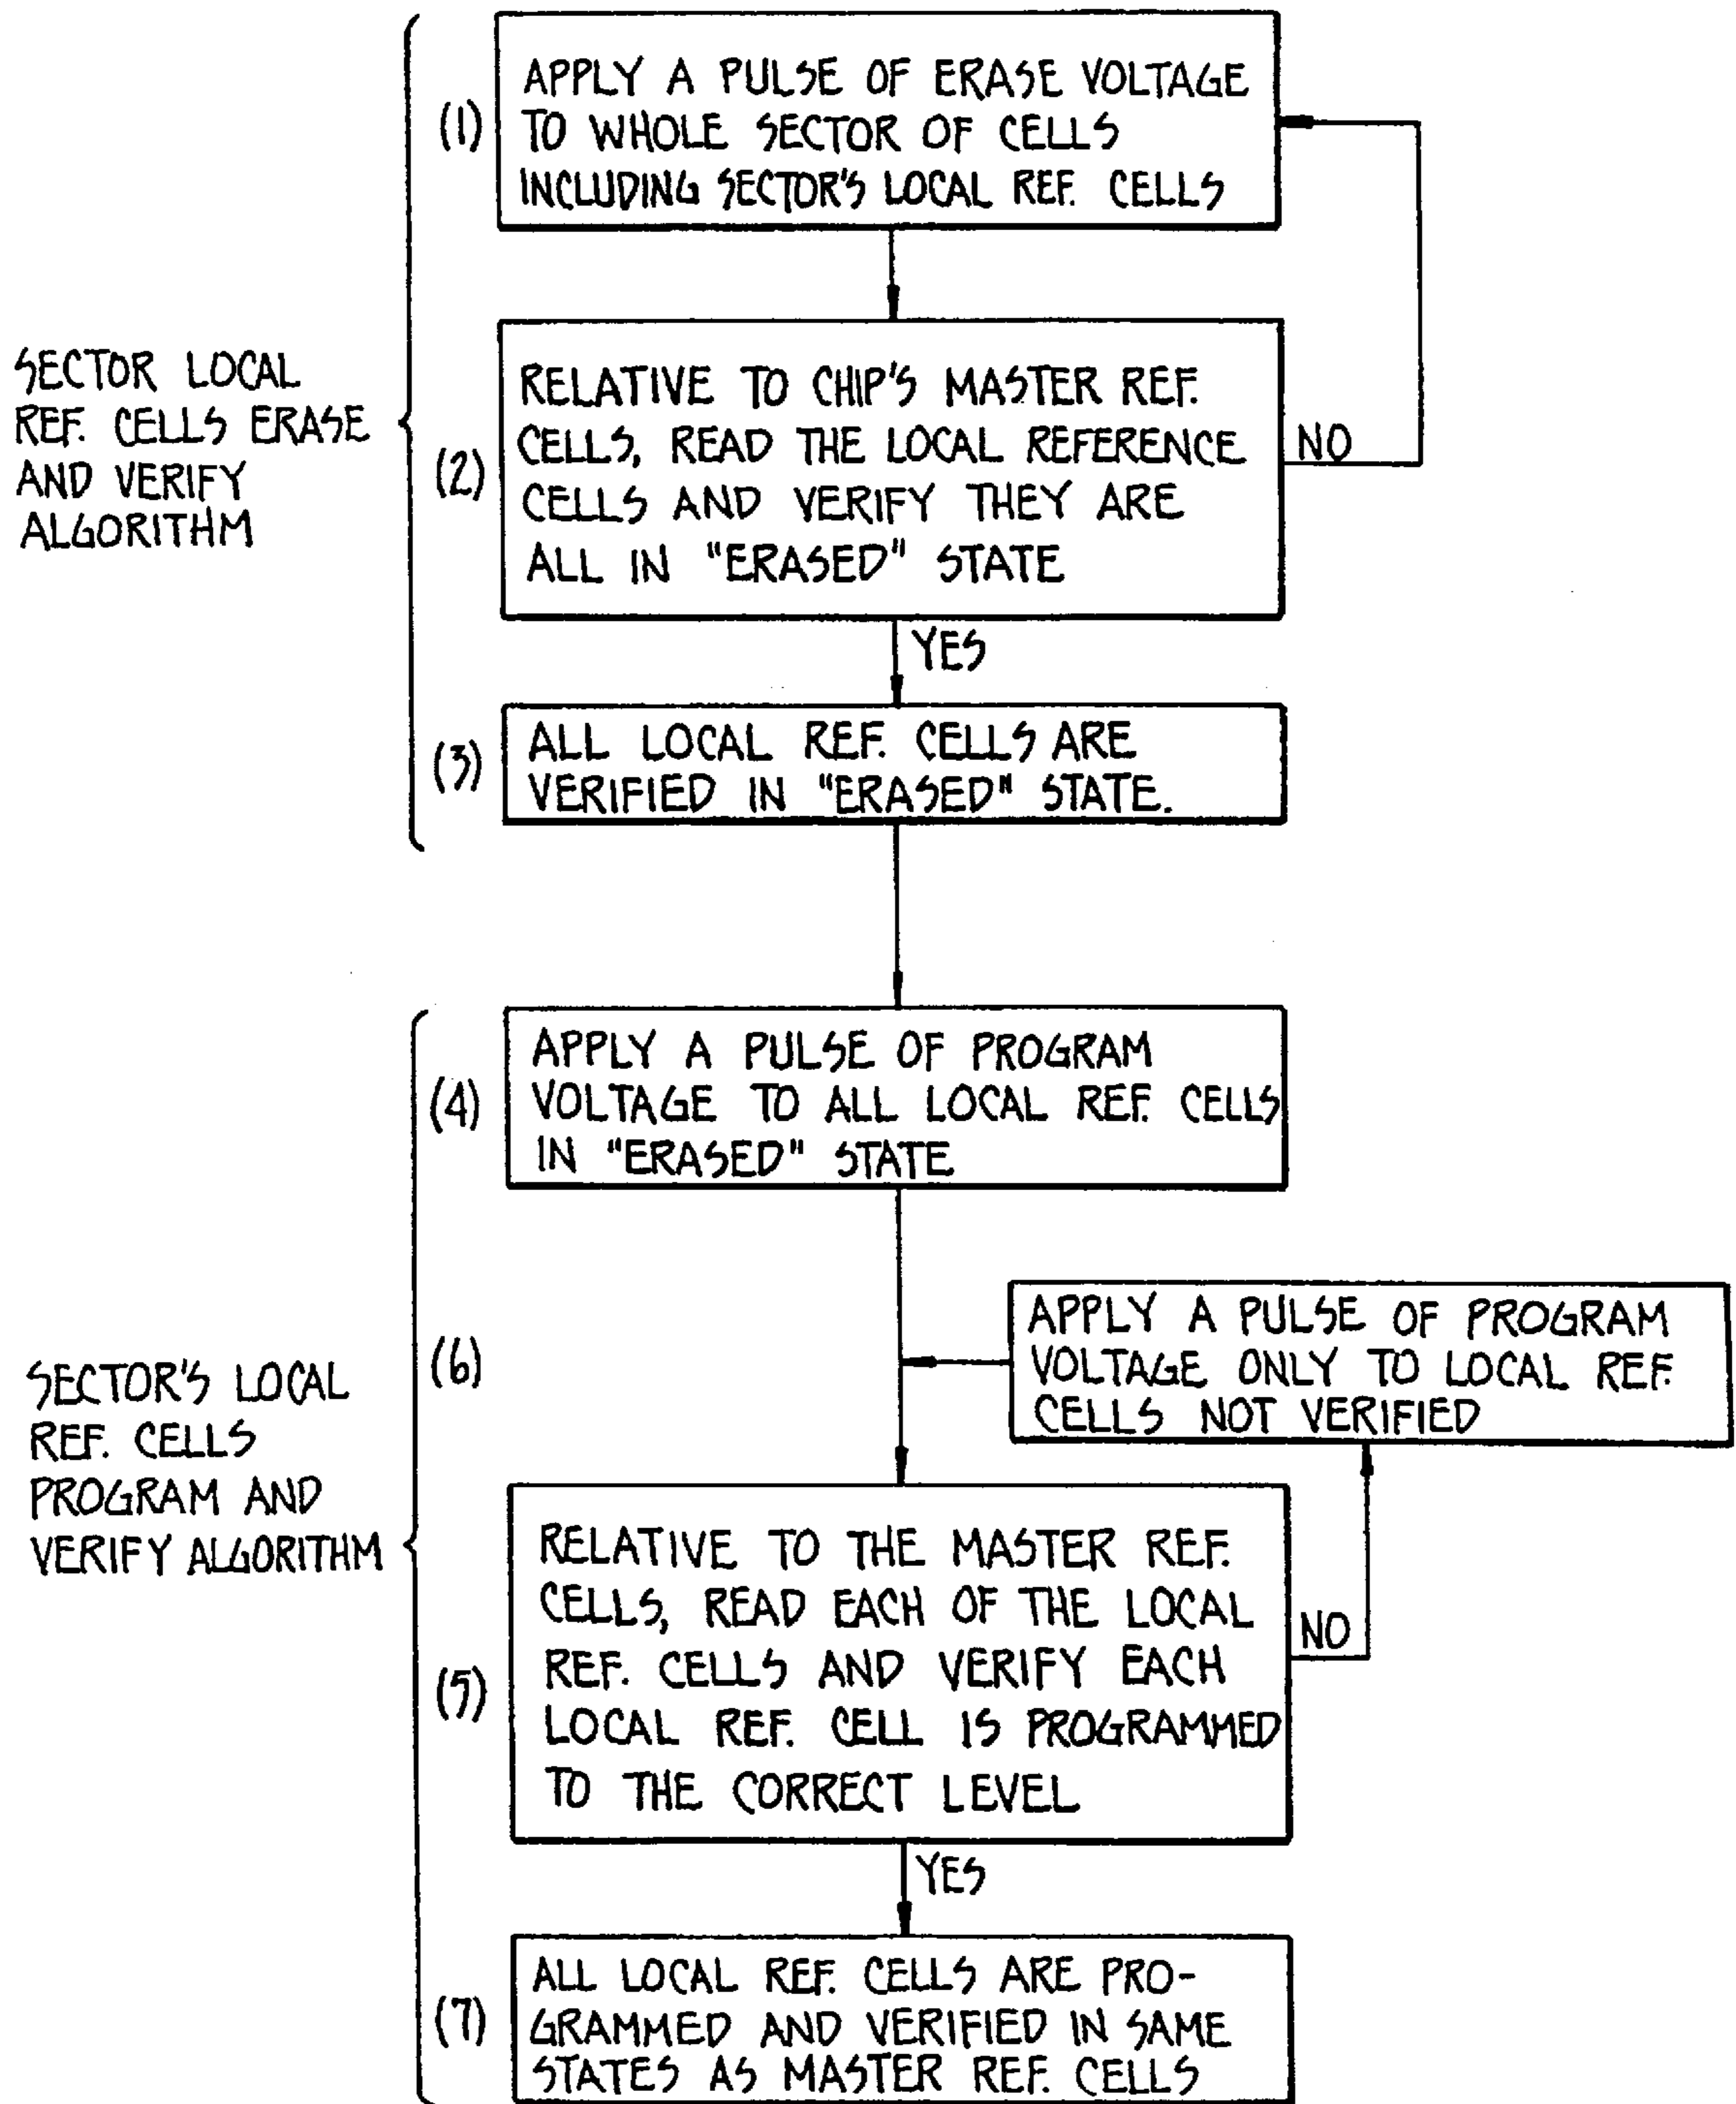 (1)
APPLY A PULSE OF ERASE VOLTAGE
TO WHOLE SECTOR OF CELLS
INCLUDING SECTOR'S LOCAL REF. CELLS
SECTOR LOCAL
REF. CELLS ERASE
AND VERIFY
ALGORITHM
(2)
RELATIVE TO CHIP'S MASTER REF.
CELLS, READ THE LOCAL REFERENCE
CELLS AND VERIFY THEY ARE
ALL IN "ERASED" STATE
NO
YES
(3)
ALL LOCAL REF. CELLS ARE
VERIFIED IN "ERASED" STATE.
(4)
APPLY A PULSE OF PROGRAM
VOLTAGE TO ALL LOCAL REF. CELLS
IN "ERASED" STATE
(6)
APPLY A PULSE OF PROGRAM
VOLTAGE ONLY TO LOCAL REF.
CELLS NOT VERIFIED
SECTOR'S LOCAL
REF. CELLS
PROGRAM AND
VERIFY ALGORITHM
(5)
RELATIVE TO THE MASTER REF.
CELLS, READ EACH OF THE LOCAL
REF. CELLS AND VERIFY EACH
LOCAL REF. CELL IS PROGRAMMED
TO THE CORRECT LEVEL
NO
YES
(7)
ALL LOCAL REF. CELLS ARE PRO-
GRAMMED AND VERIFIED IN SAME
STATES AS MASTER REF. CELLS